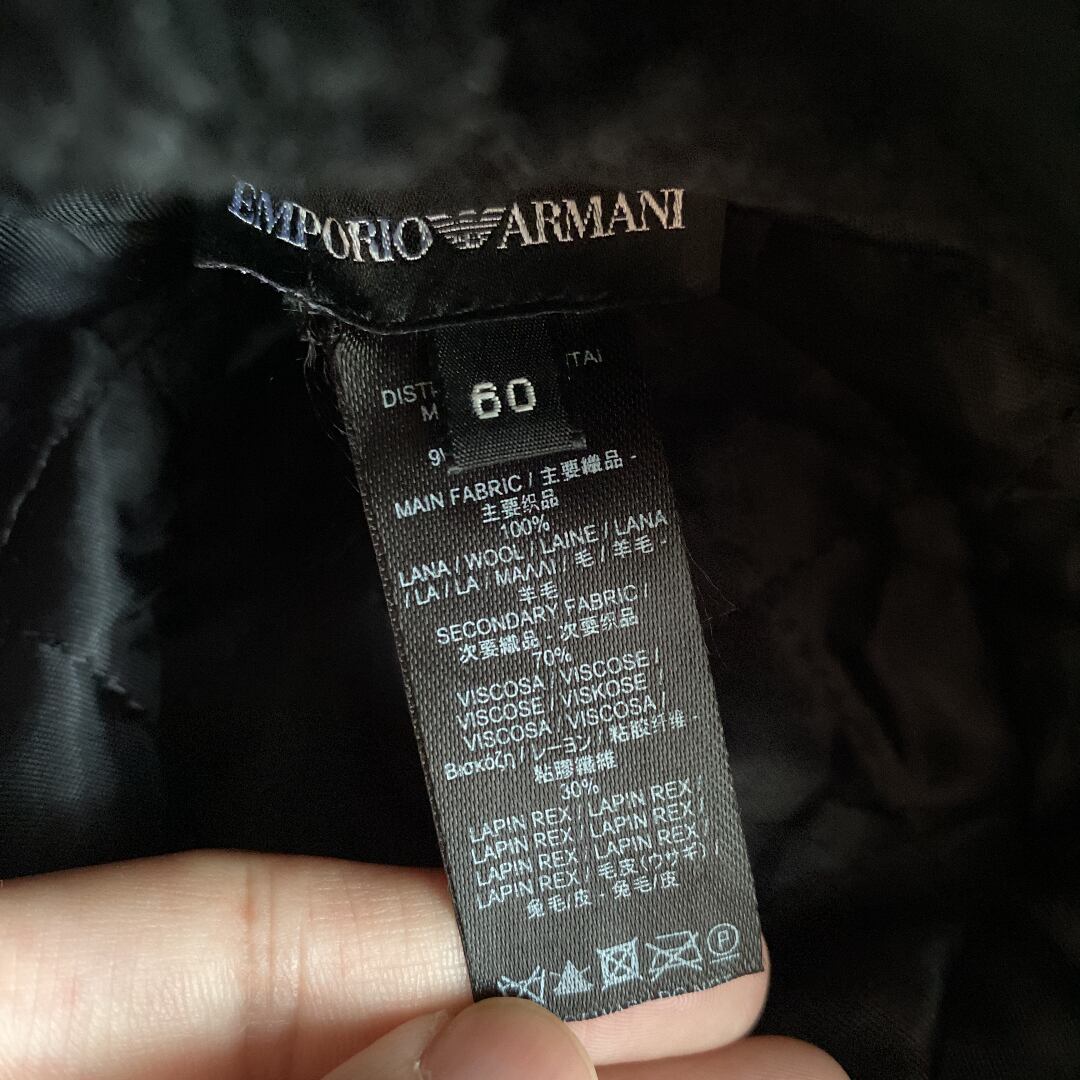 EMPORIO ARMANI
60
MAIN FABRIC / 主要織品 -
主要织品
100%
LANA / WOOL / LAINE / LANA
/ LA / LA / ΜΑΛΛΙ / 毛 / 羊毛 -
羊毛
SECONDARY FABRIC /
次要織品 - 次要织品
70%
VISCOSA / VISCOSE /
VISCOSE / VISKOSE /
VISCOSA / VISCOSA /
Βισκόζη / レーヨン / 粘胶纤维 -
粘膠纖維
30%
LAPIN REX / LAPIN REX /
LAPIN REX / LAPIN REX /
LAPIN REX / LAPIN REX /
LAPIN REX / 毛皮(ウサギ) /
兔毛/皮 - 兔毛/皮
P